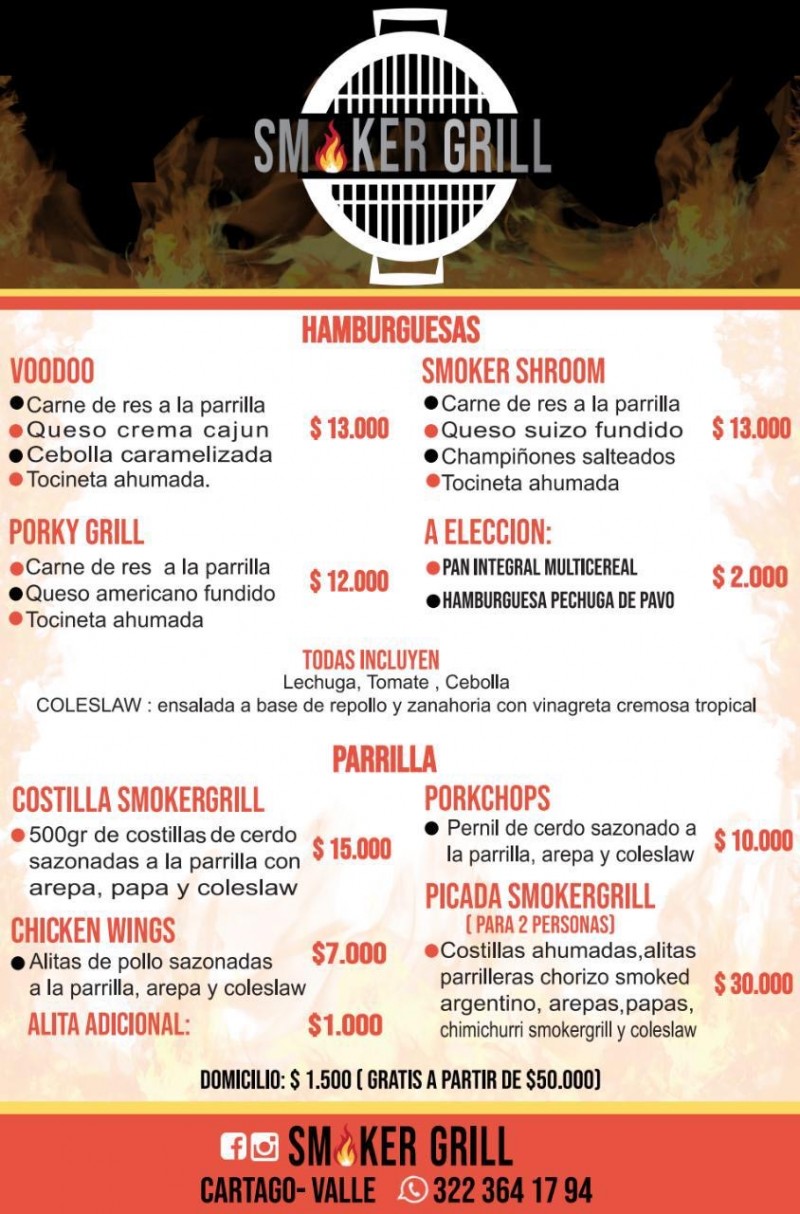 SMOKER GRILL
HAMBURGUESAS
VOODOO
Carne de res a la parrilla
Queso crema cajun
Cebolla caramelizada
Tocineta ahumada.
$ 13.000
SMOKER SHROOM
Carne de res a la parrilla
Queso suizo fundido
Champiñones salteados
Tocineta ahumada
$ 13.000
PORKY GRILL
Carne de res a la parrilla
Queso americano fundido
Tocineta ahumada
$ 12.000
A ELECCION:
PAN INTEGRAL MULTICEREAL
HAMBURGUESA PECHUGA DE PAVO
$ 2.000
TODAS INCLUYEN
Lechuga, Tomate , Cebolla
COLESLAW : ensalada a base de repollo y zanahoria con vinagreta cremosa tropical
PARRILLA
COSTILLA SMOKERGRILL
500gr de costillas de cerdo
sazonadas a la parrilla con
arepa, papa y coleslaw
$ 15.000
PORKCHOPS
Pernil de cerdo sazonado a
la parrilla, arepa y coleslaw
$ 10.000
CHICKEN WINGS
Alitas de pollo sazonadas
a la parrilla, arepa y coleslaw
$7.000
ALITA ADICIONAL:
$1.000
PICADA SMOKERGRILL
( PARA 2 PERSONAS)
Costillas ahumadas,alitas
parrilleras chorizo smoked
argentino, arepas,papas,
chimichurri smokergrill y coleslaw
$ 30.000
DOMICILIO: $ 1.500 ( GRATIS A PARTIR DE $50.000)
SMOKER GRILL
CARTAGO- VALLE 322 364 17 94